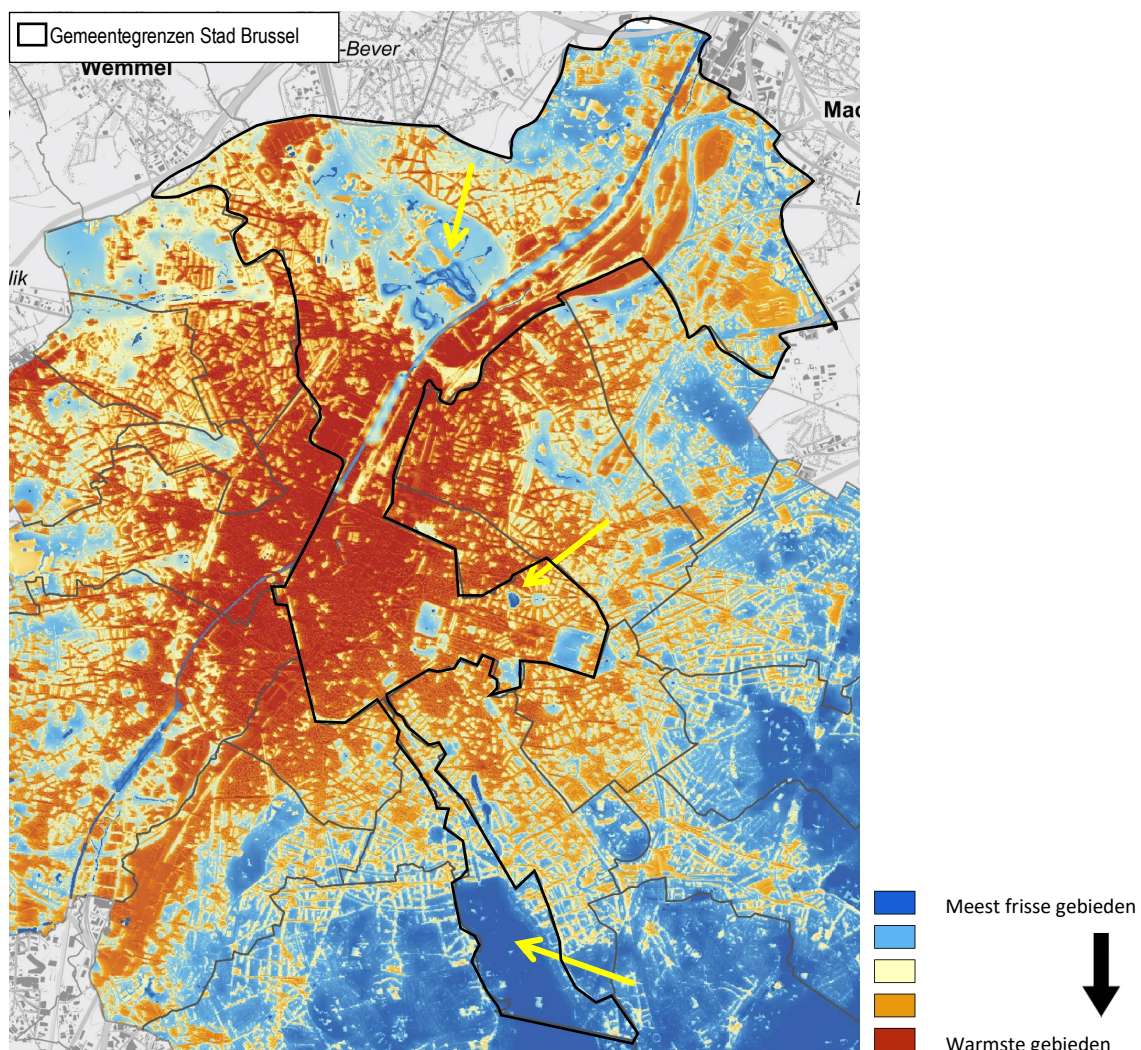 Gemeentegrenzen Stad Brussel
-Bever
Wemmel
Mac
lik
Meest frisse gebieden
Warmste gebieden